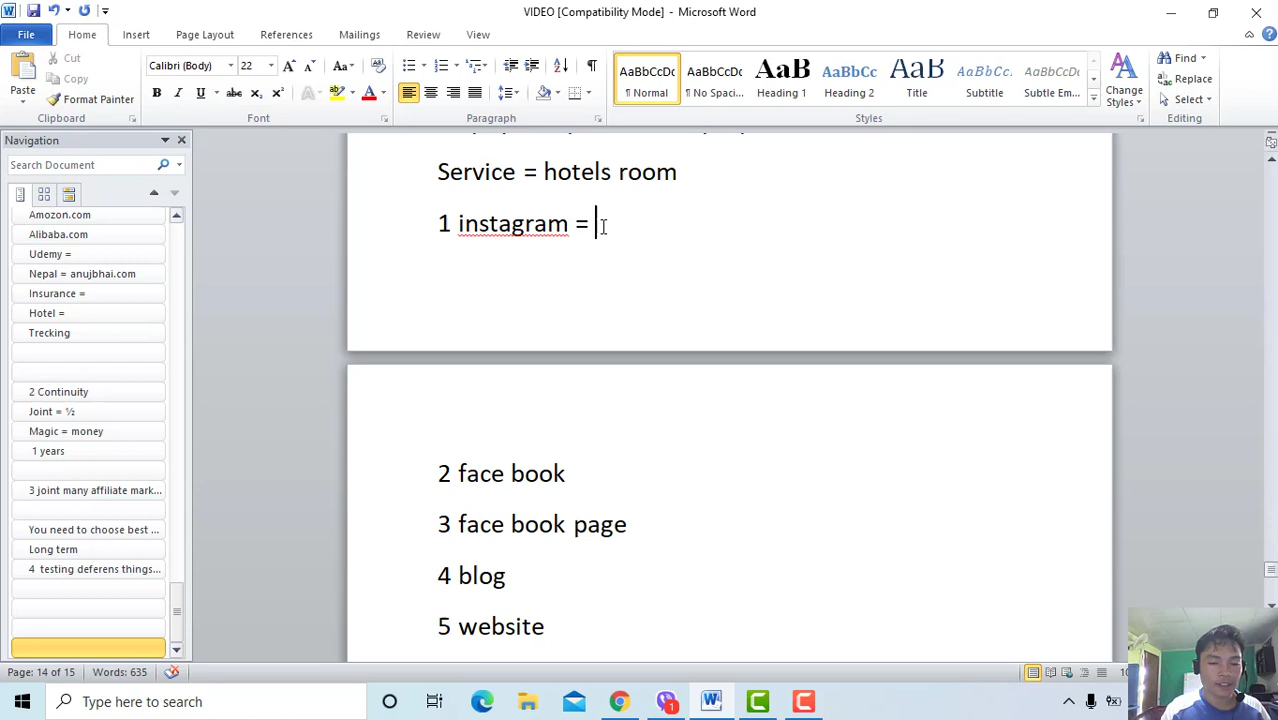 VIDEO [Compatibility Mode] - Microsoft Word
File Home Insert Page Layout References Mailings Review View
Paste
Cut
Copy
Format Painter
Clipboard
Calibri (Body) 22
Font
Paragraph
AaBbCcDc
¶ Normal
AaBbCcDc
¶ No Spaci...
AaB
Heading 1
AaBbCc
Heading 2
AaB
Title
AaBbCc
Subtitle
AaBbCcDc
Subtle Em...
Change
Styles
Styles
Find
Replace
Select
Editing
Navigation
Search Document
Amozon.com
Alibaba.com
Udemy =
Nepal = anujbhai.com
Insurance =
Hotel =
Trecking
2 Continuity
Joint = ½
Magic = money
1 years
3 joint many affiliate mark...
You need to choose best ...
Long term
4 testing deferens things...
Service = hotels room
1 instagram =
2 face book
3 face book page
4 blog
5 website
Page: 14 of 15 Words: 635
Type here to search
1